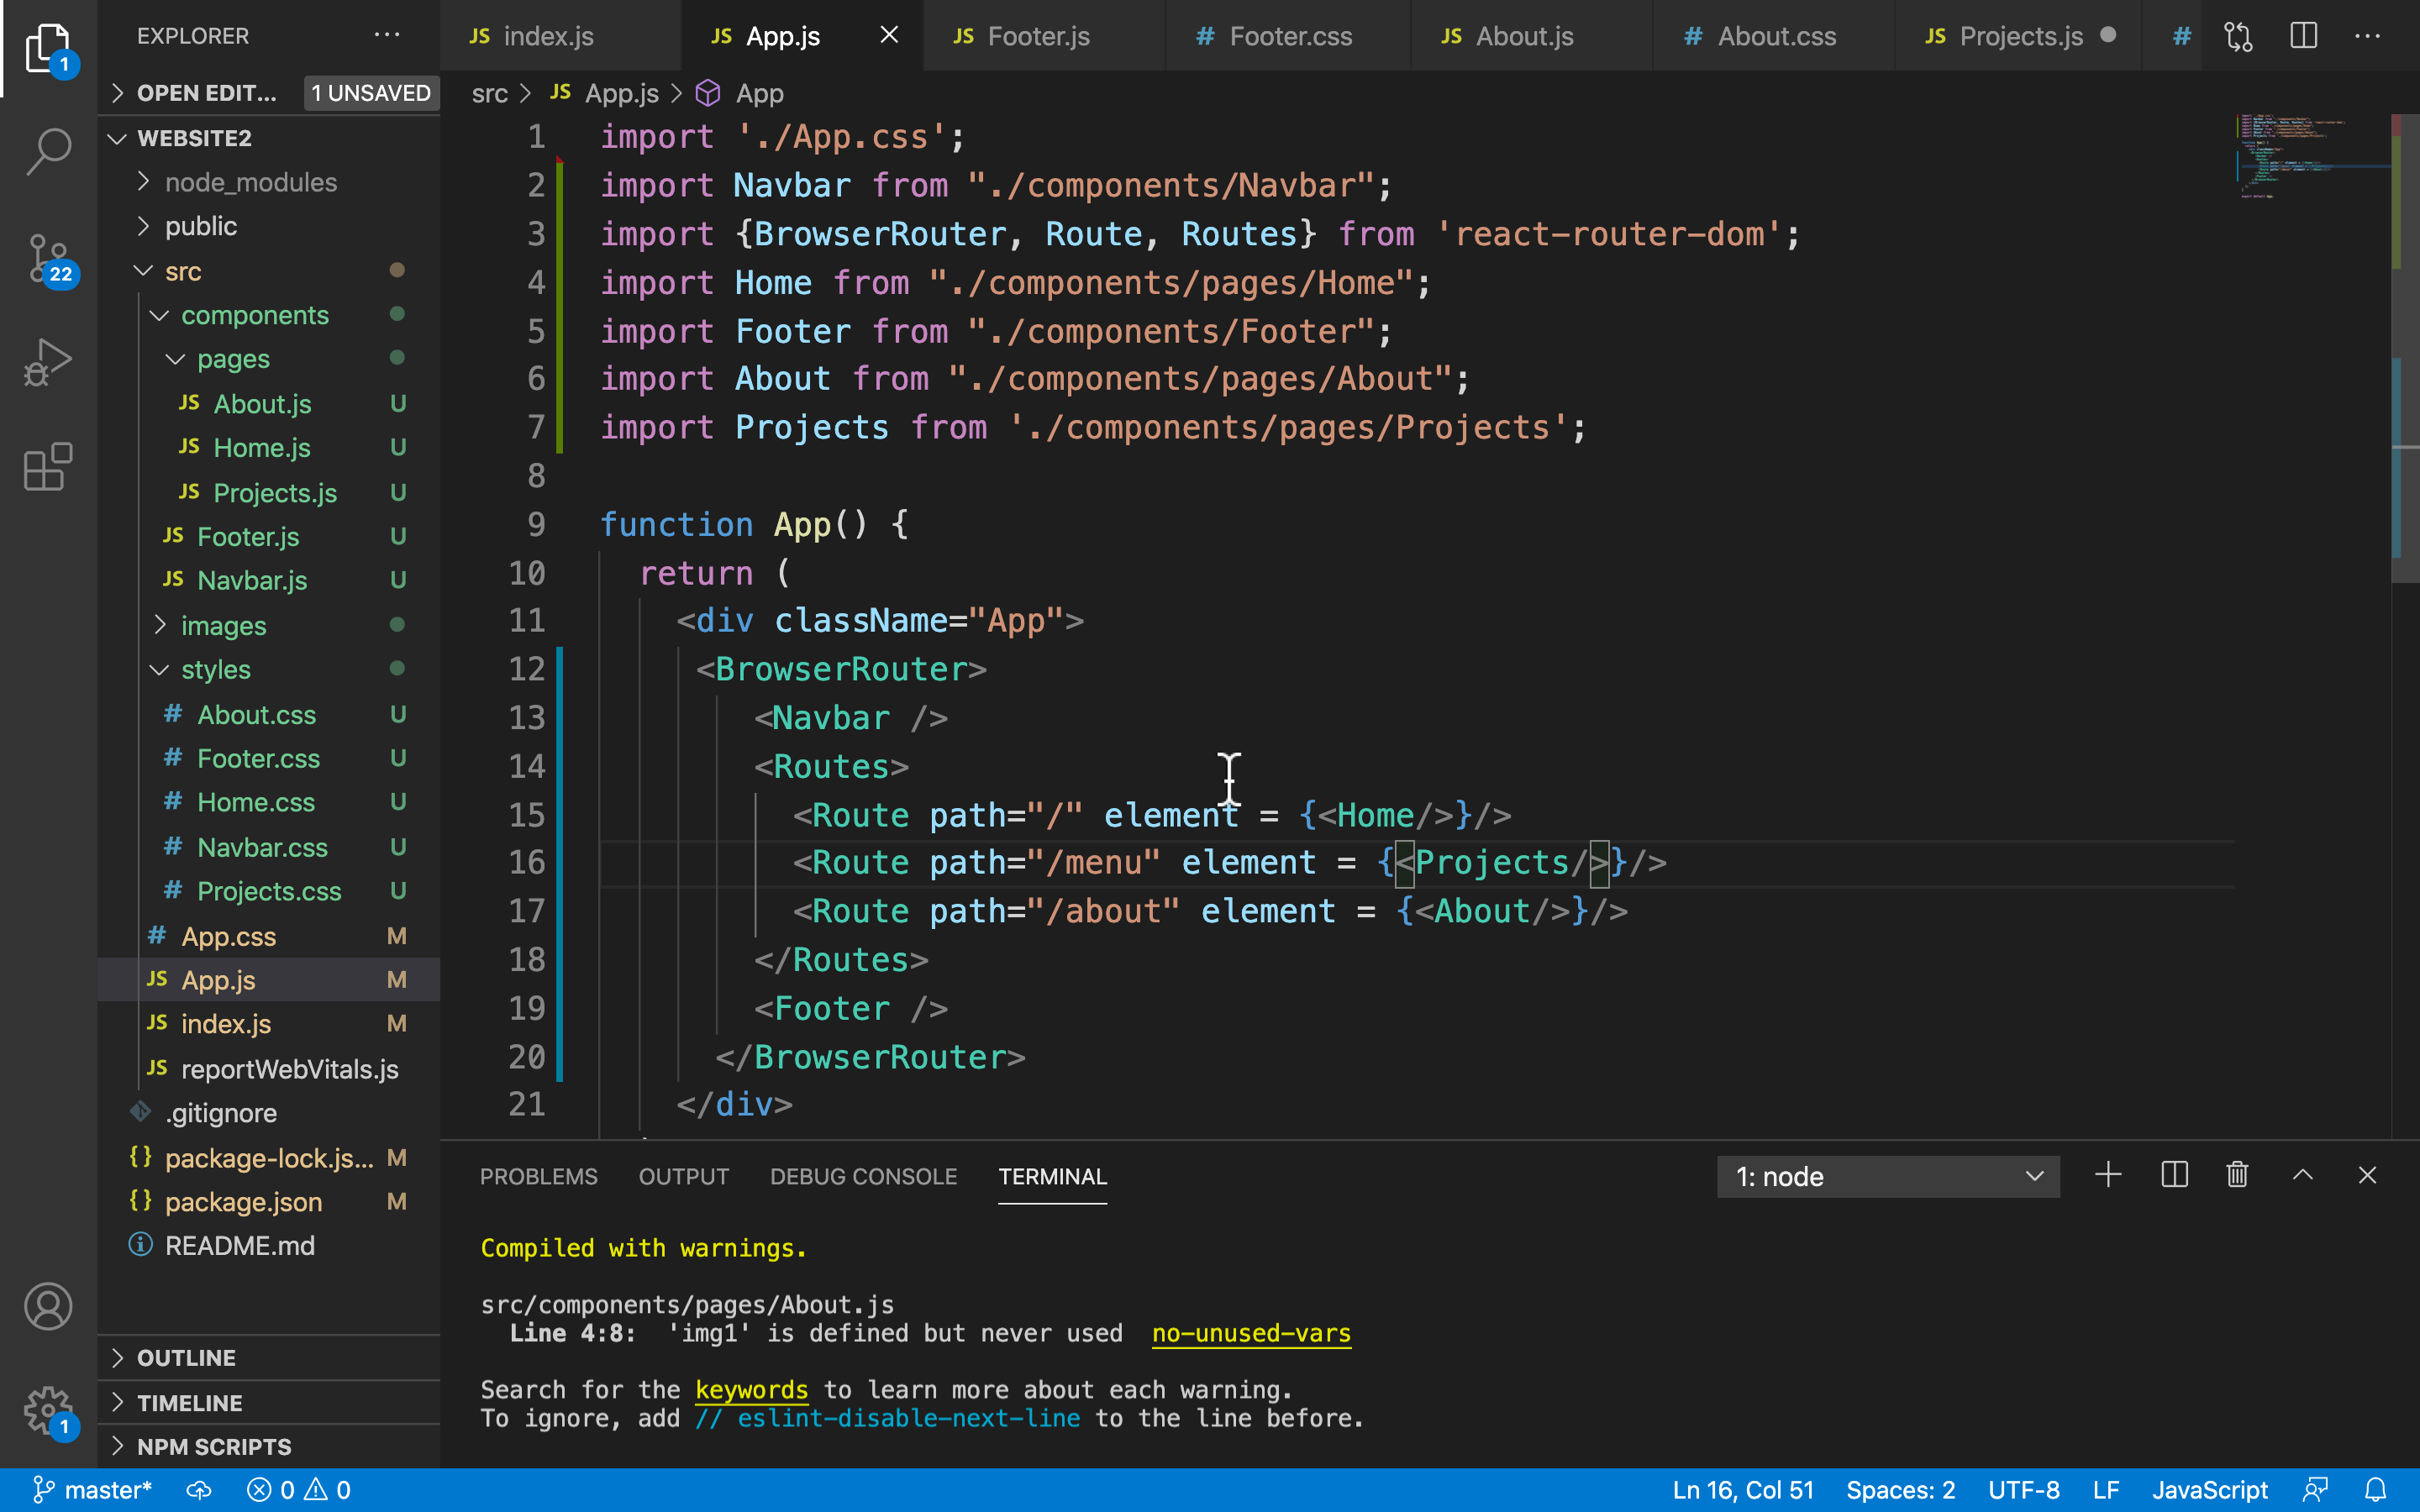 EXPLORER
index.js
App.js
Footer.js
Footer.css
About.js
About.css
Projects.js
OPEN EDIT... 1 UNSAVED
src > JS App.js > App
WEBSITE2
node_modules
public
src
components
pages
JS About.js U
JS Home.js U
JS Projects.js U
JS Footer.js U
JS Navbar.js U
images
styles
# About.css U
# Footer.css U
# Home.css U
# Navbar.css U
# Projects.css U
# App.css M
JS App.js M
JS index.js M
JS reportWebVitals.js
.gitignore
{} package-lock.js... M
{} package.json M
README.md
OUTLINE
TIMELINE
NPM SCRIPTS
1
22
1
1 import './App.css';
2 import Navbar from "./components/Navbar";
3 import {BrowserRouter, Route, Routes} from 'react-router-dom';
4 import Home from "./components/pages/Home";
5 import Footer from "./components/Footer";
6 import About from "./components/pages/About";
7 import Projects from './components/pages/Projects';
8
9 function App() {
10 return (
11 <div className="App">
12 <BrowserRouter>
13 <Navbar />
14 <Routes>
15 <Route path="/" element = {<Home/>}/>
16 <Route path="/menu" element = {<Projects/>}/>
17 <Route path="/about" element = {<About/>}/>
18 </Routes>
19 <Footer />
20 </BrowserRouter>
21 </div>
PROBLEMS OUTPUT DEBUG CONSOLE TERMINAL 1: node
Compiled with warnings.
src/components/pages/About.js
Line 4:8: 'img1' is defined but never used no-unused-vars
Search for the keywords to learn more about each warning.
To ignore, add // eslint-disable-next-line to the line before.
master* 0 0 Ln 16, Col 51 Spaces: 2 UTF-8 LF JavaScript